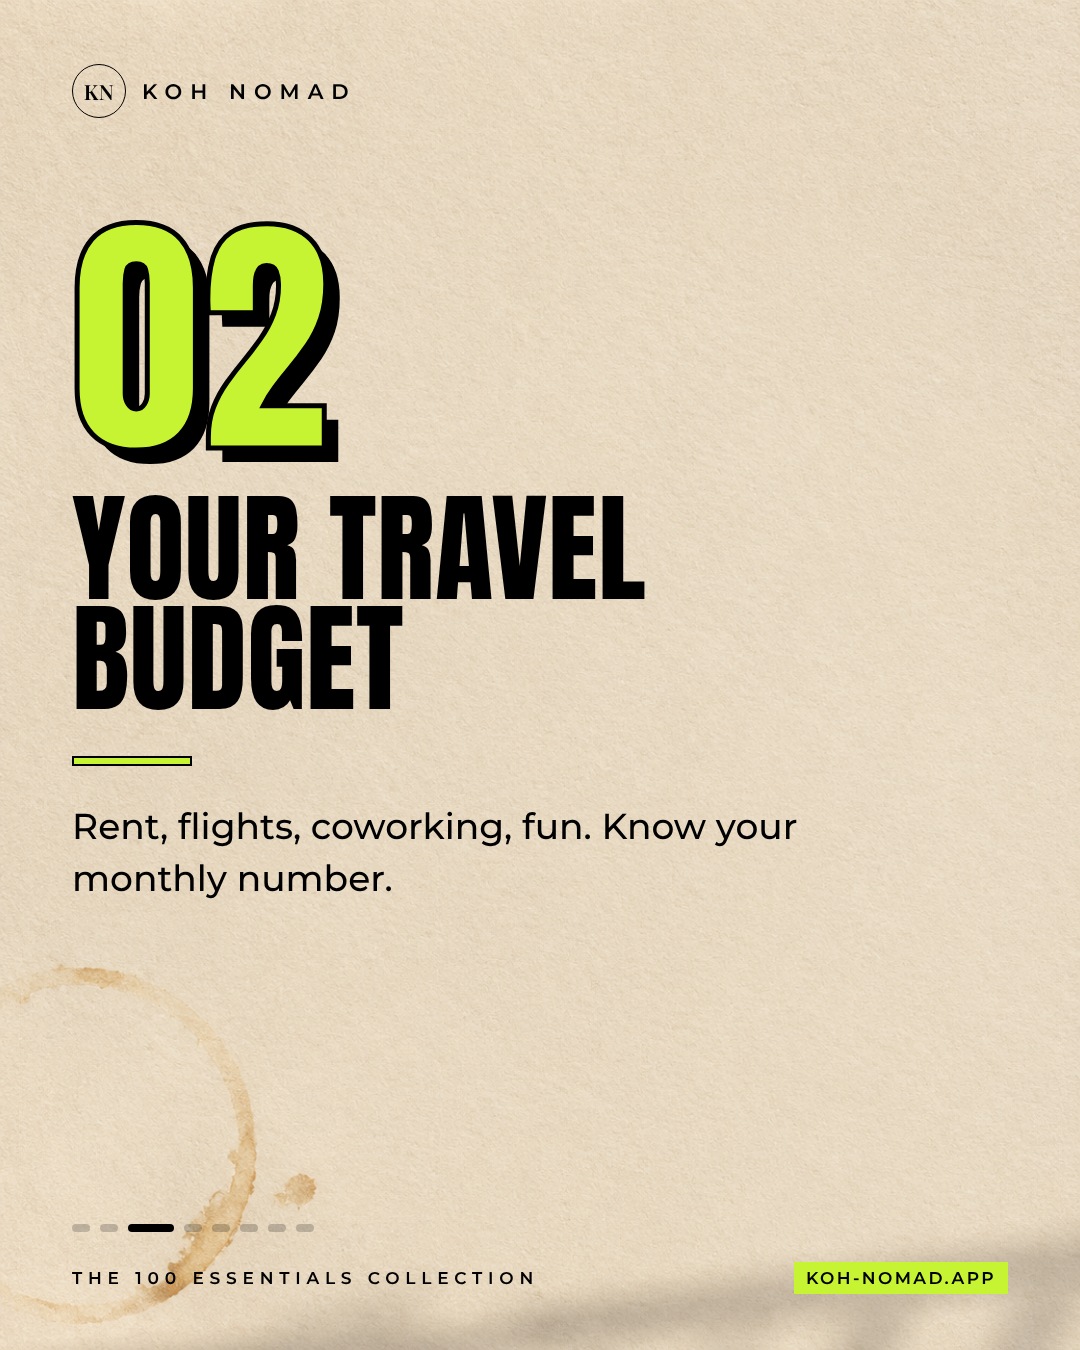 KN KOH NOMAD
02
YOUR TRAVEL
BUDGET
Rent, flights, coworking, fun. Know your
monthly number.
THE 100 ESSENTIALS COLLECTION
KOH-NOMAD.APP